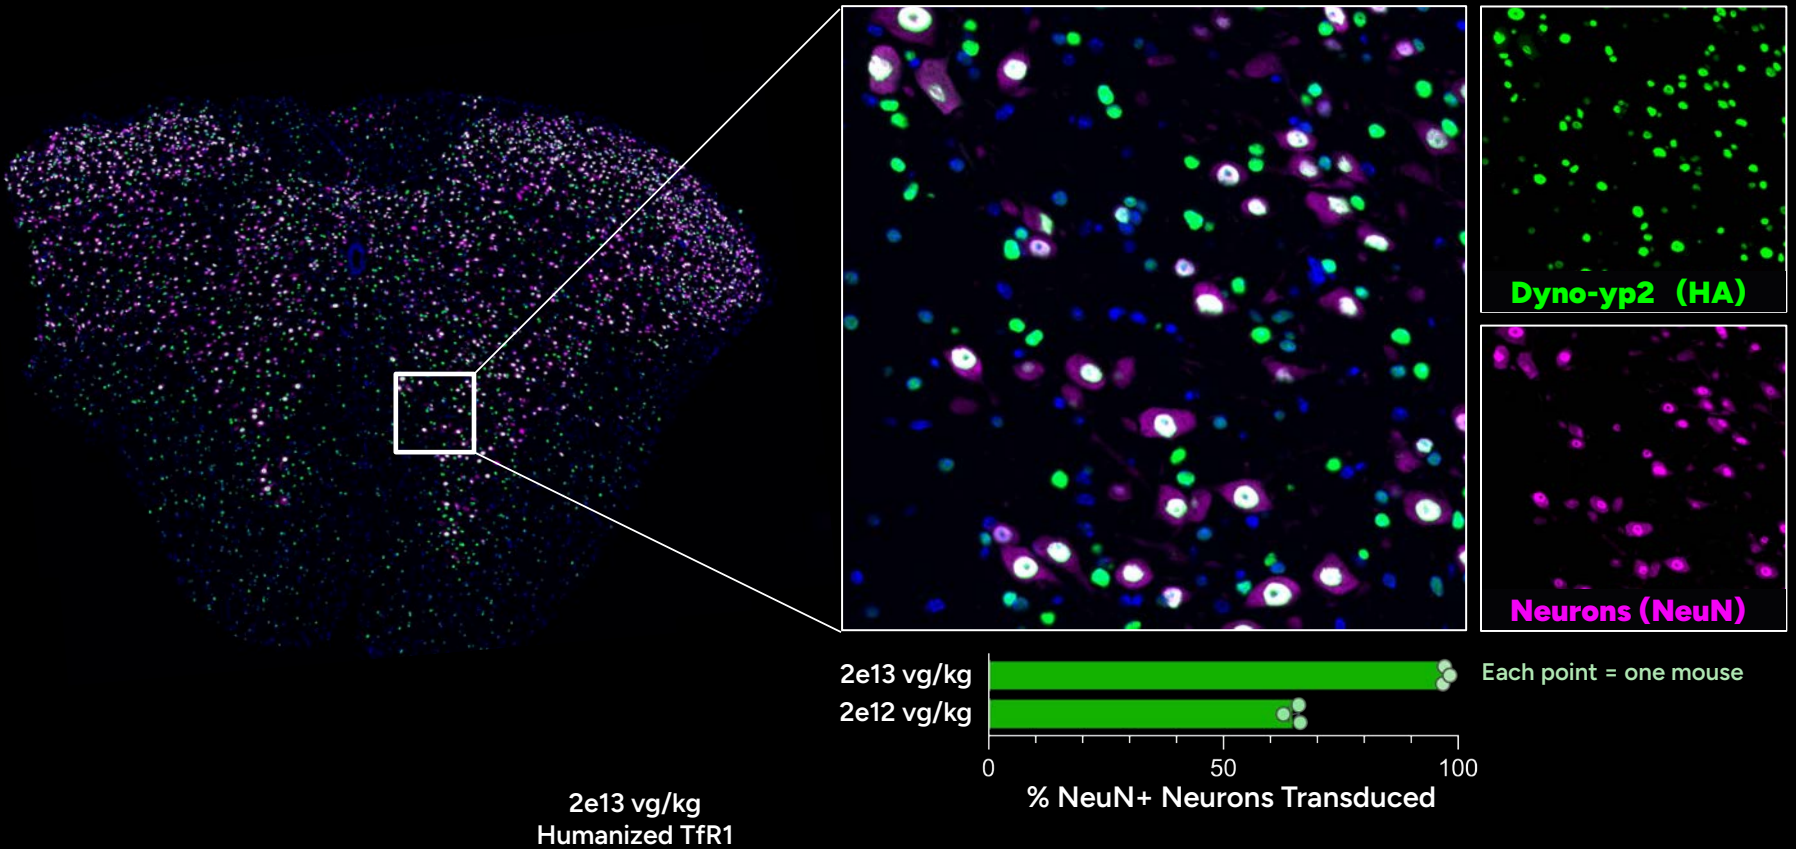 Dyno-yp2 (HA)
Neurons (NeuN)
2e13 vg/kg
Each point = one mouse
2e12 vg/kg
0 50 100
% NeuN+ Neurons Transduced
2e13 vg/kg
Humanized TfR1